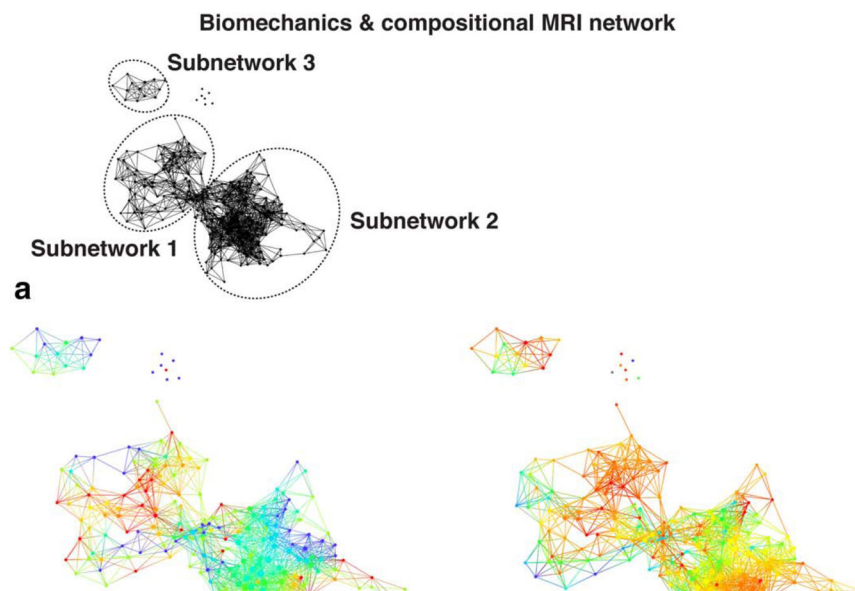 Biomechanics & compositional MRI network
Subnetwork 3
Subnetwork 2
Subnetwork 1
a